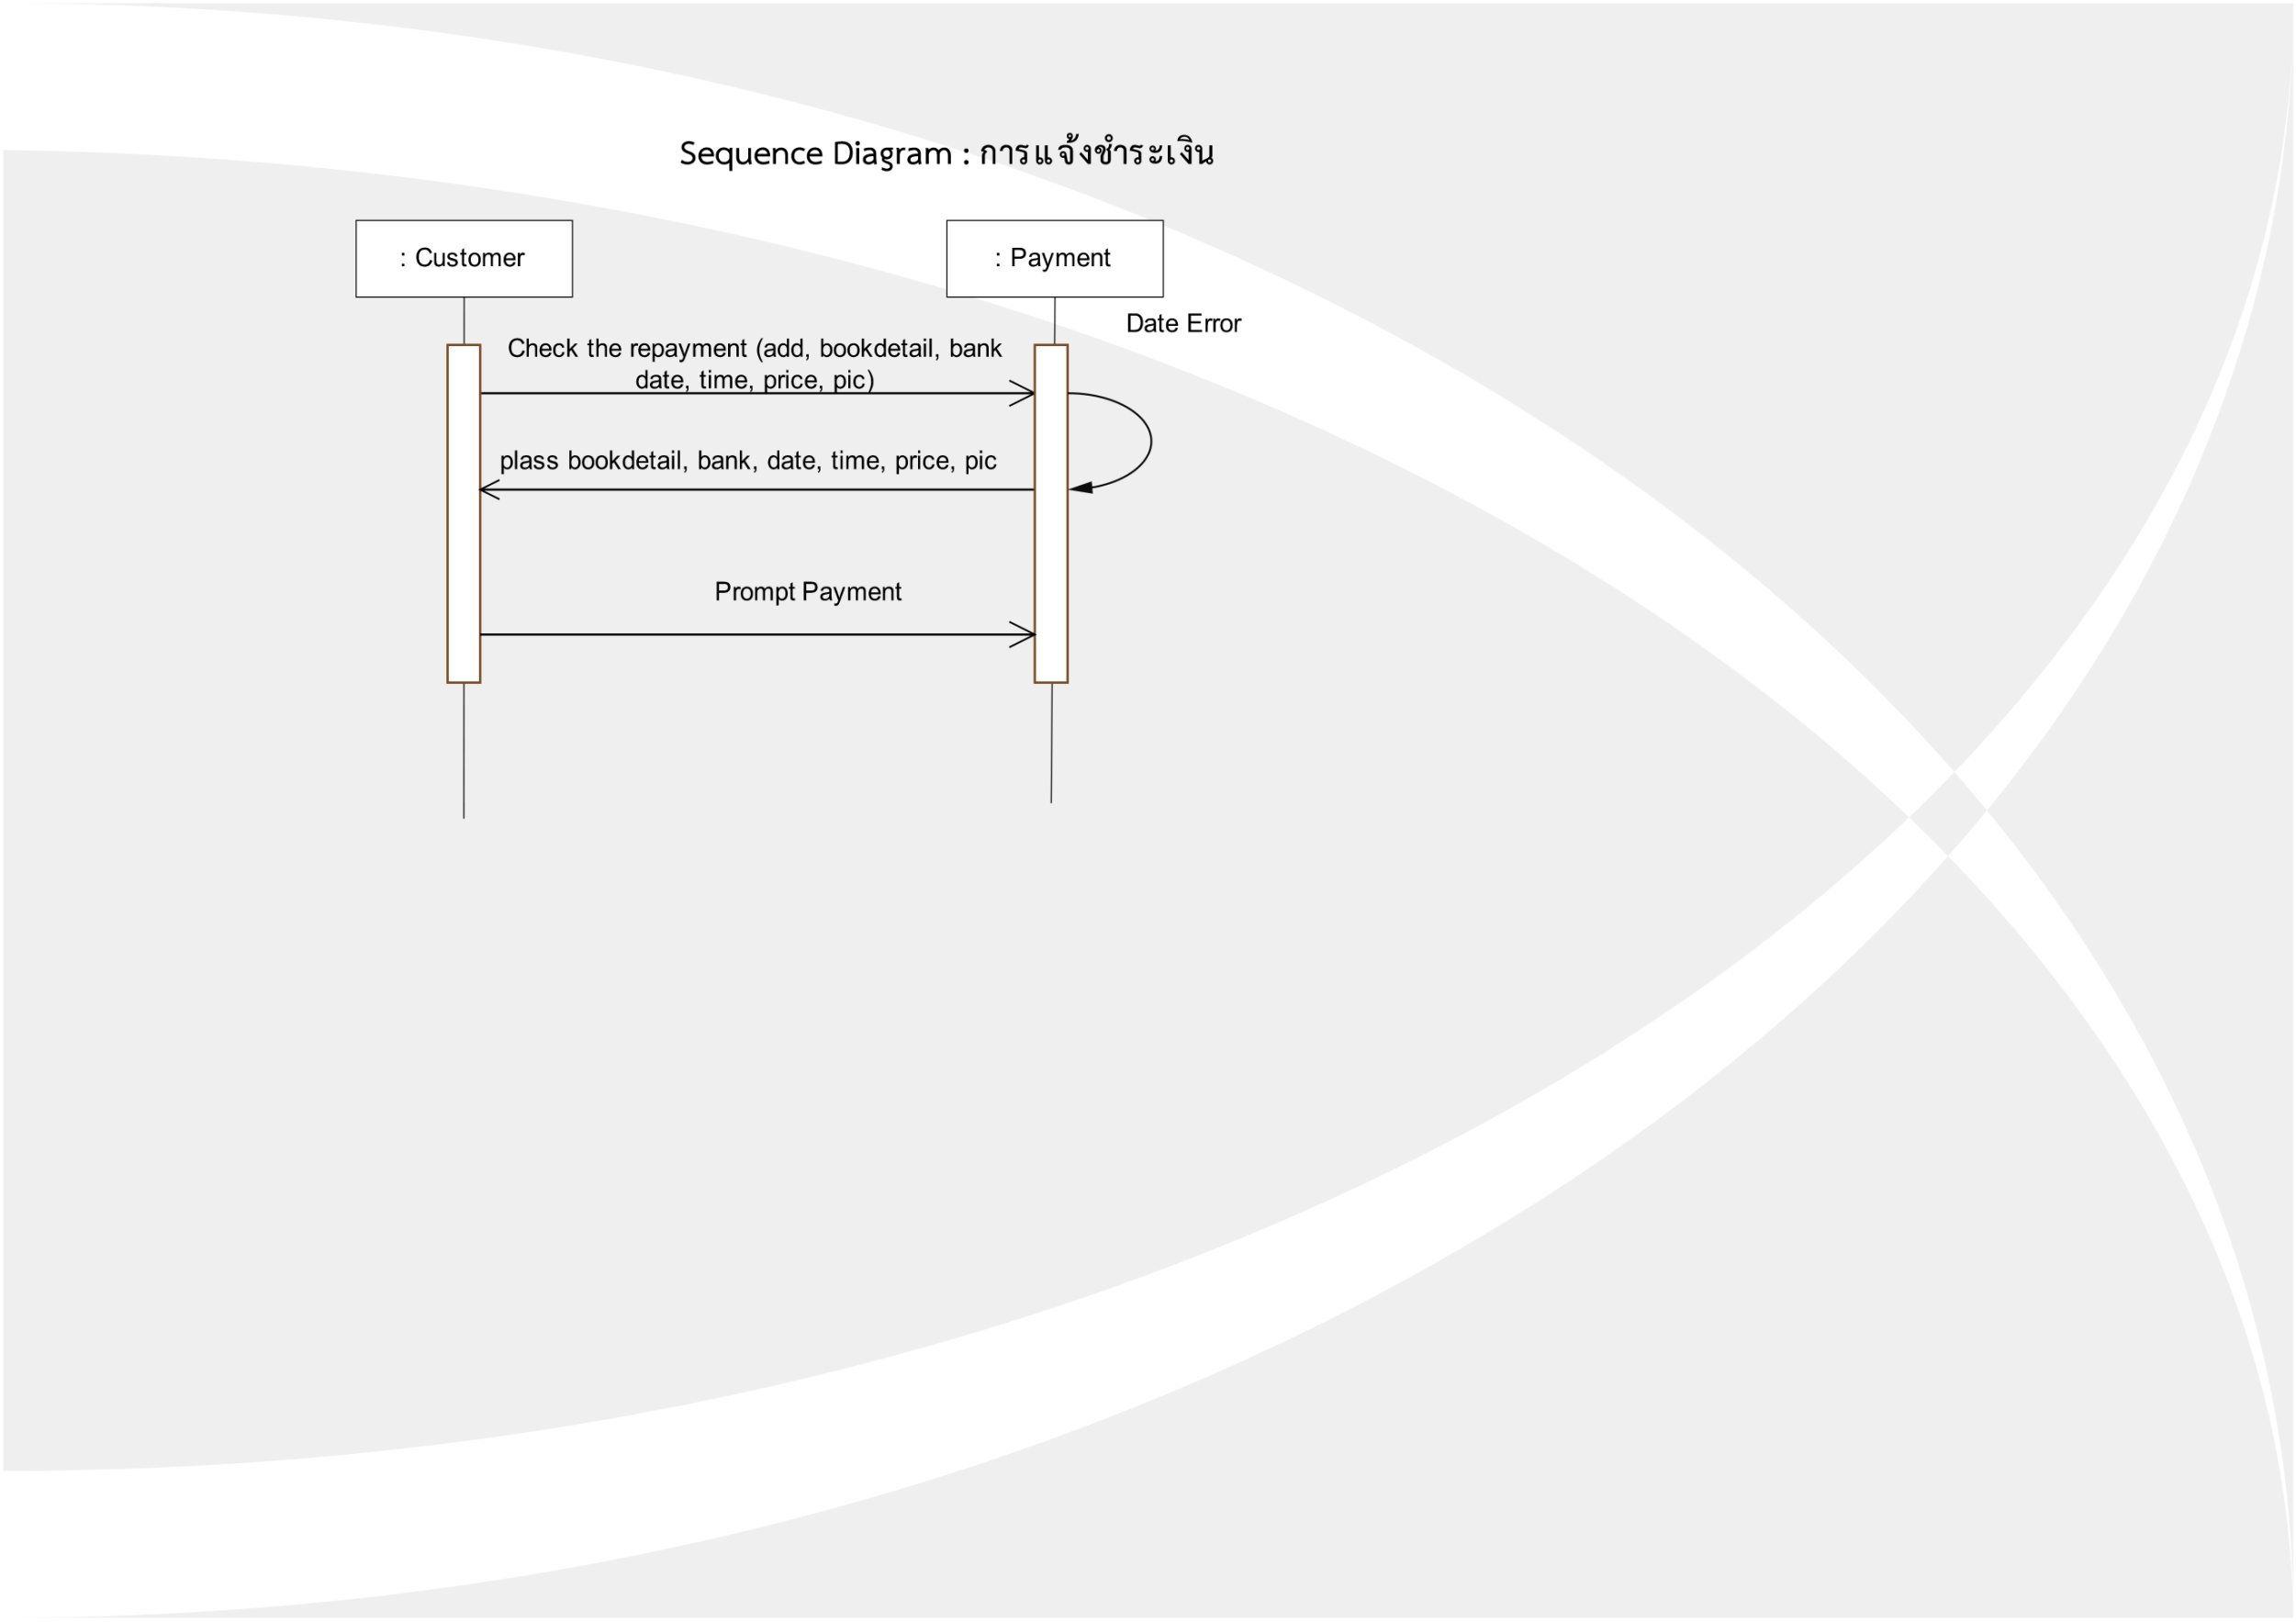 Sequence Diagram : การแจ้งชำระเงิน
: Customer
: Payment
Date Error
Check the repayment (add, bookdetail, bank
date, time, price, pic)
plass bookdetail, bank, date, time, price, pic
Prompt Payment